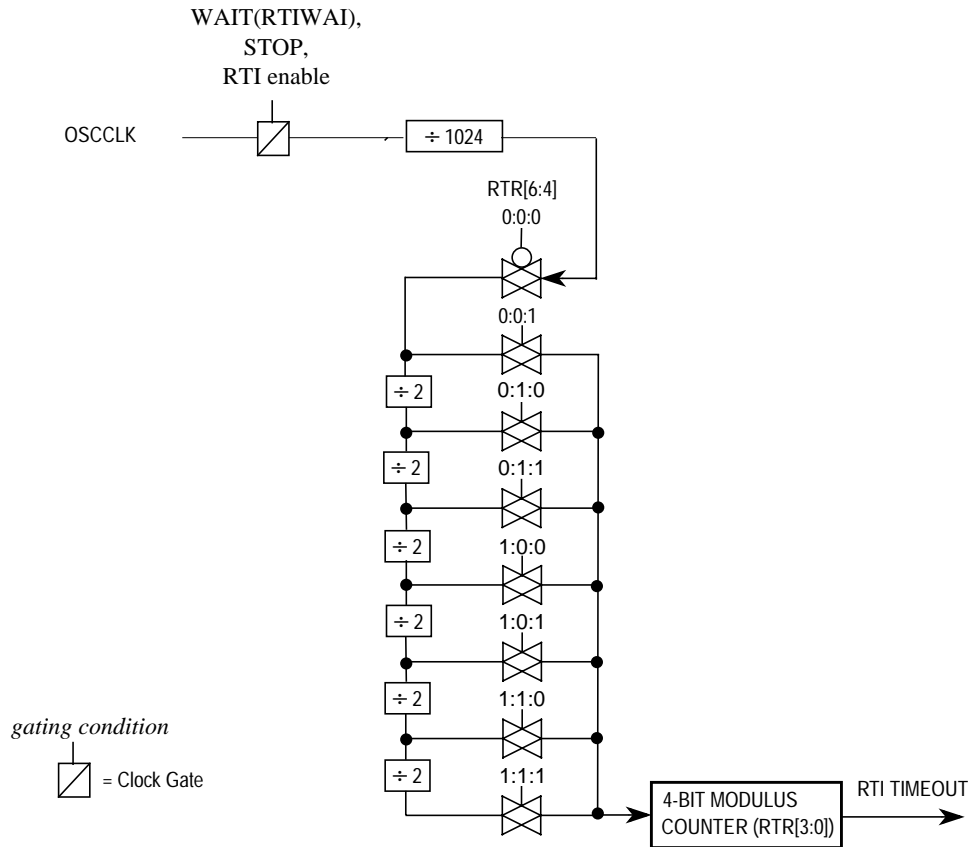 WAIT(RTIWAI),
STOP,
RTI enable
OSCCLK
÷ 1024
RTR[6:4]
0:0:0
0:0:1
÷ 2
0:1:0
÷ 2
0:1:1
÷ 2
1:0:0
÷ 2
1:0:1
÷ 2
1:1:0
÷ 2
1:1:1
gating condition
= Clock Gate
4-BIT MODULUS
COUNTER (RTR[3:0])
RTI TIMEOUT